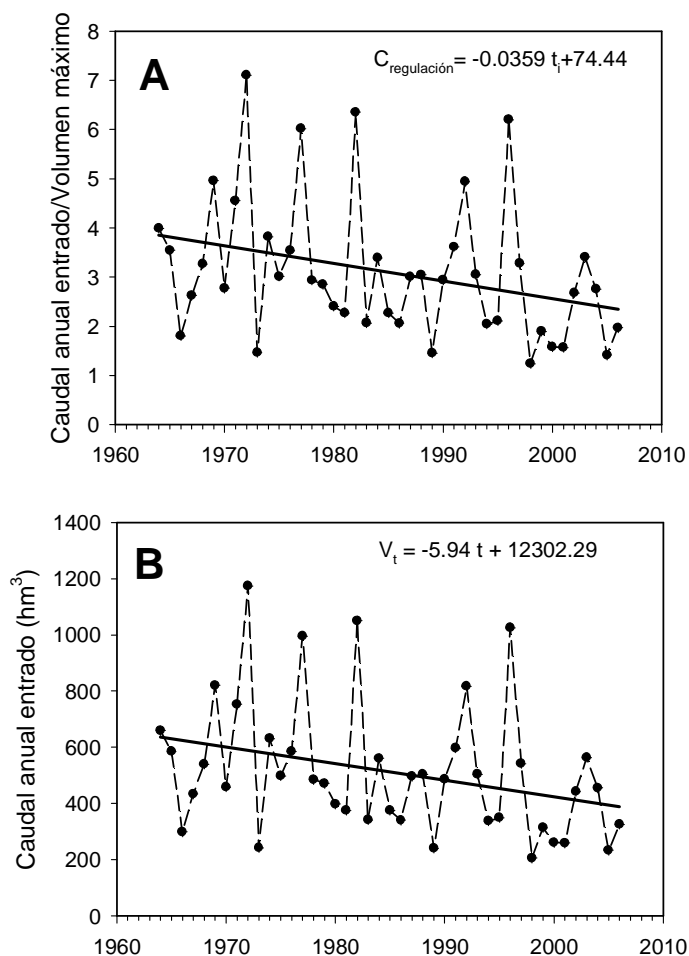 A
C_regulación= -0.0359 t_i+74.44
Caudal anual entrado/Volumen máximo
8
7
6
5
4
3
2
1
0
1960 1970 1980 1990 2000 2010
B
V_t = -5.94 t + 12302.29
Caudal anual entrado (hm³)
1400
1200
1000
800
600
400
200
0
1960 1970 1980 1990 2000 2010